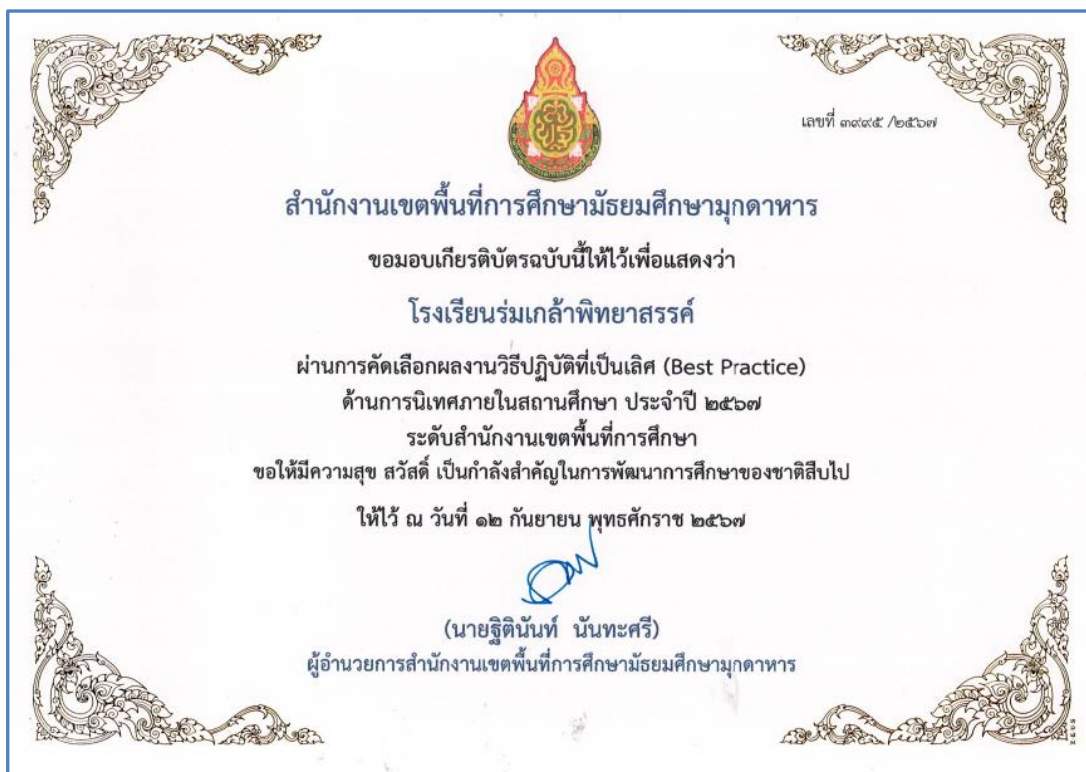 เลขที่ ๓๙๙๕ /๒๕๖๗
สำนักงานเขตพื้นที่การศึกษามัธยมศึกษามุกดาหาร
ขอมอบเกียรติบัตรฉบับนี้ให้ไว้เพื่อแสดงว่า
โรงเรียนร่มเกล้าพิทยาสรรค์
ผ่านการคัดเลือกผลงานวิธีปฏิบัติที่เป็นเลิศ (Best Practice)
ด้านการนิเทศภายในสถานศึกษา ประจำปี ๒๕๖๗
ระดับสำนักงานเขตพื้นที่การศึกษา
ขอให้มีความสุข สวัสดิ์ เป็นกำลังสำคัญในการพัฒนาการศึกษาของชาติสืบไป
ให้ไว้ ณ วันที่ ๑๒ กันยายน พุทธศักราช ๒๕๖๗
(นายฐิตินันท์ นันทะศรี)
ผู้อำนวยการสำนักงานเขตพื้นที่การศึกษามัธยมศึกษามุกดาหาร